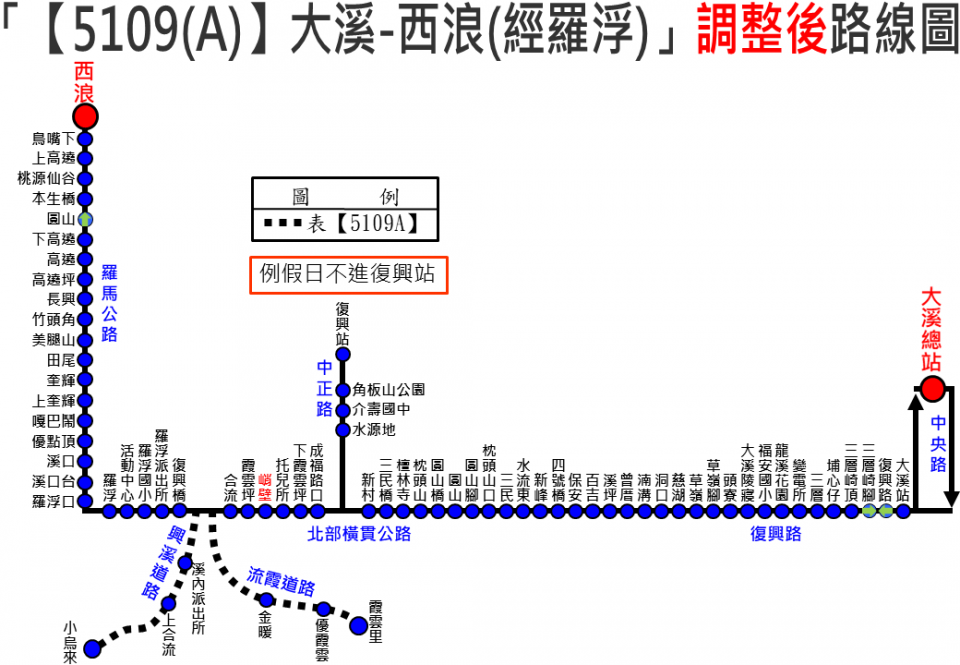 「【5109(A)】大溪-西浪(經羅浮)」調整後路線圖
西浪
鳥嘴下
上高遶
桃源仙谷
本生橋
圓山
下高遶
高遶
高遶坪
長興
竹頭角
美腿山
田尾
奎輝
上奎輝
嘎巴鬧
優點頂
溪口
溪口台
羅浮口
羅馬公路
圖 例
表【5109A】
例假日不進復興站
復興站
中正路
角板山公園
介壽國中
水源地
大溪總站
中央路
羅浮
活動中心
羅浮國小
羅浮派出所
復興橋
合流
霞雲坪
峭壁
托兒所
下霞雲坪
成福路口
新村
三民橋
檀林寺
枕頭山
圓山橋
圓山
圓山腳
枕頭山口
三民
水流東
新峰
四號橋
保安
百吉
溪坪
曾厝
湳溝
洞口
慈湖
草嶺
草嶺腳
頭寮
大溪陵寢
福安國小
龍溪花園
變電所
三層
埔心仔
三層崎頂
三層崎腳
復興路
大溪站
北部橫貫公路
復興路
興溪道路
溪內派出所
上合流
小烏來
流霞道路
金暖
優霞雲
霞雲里